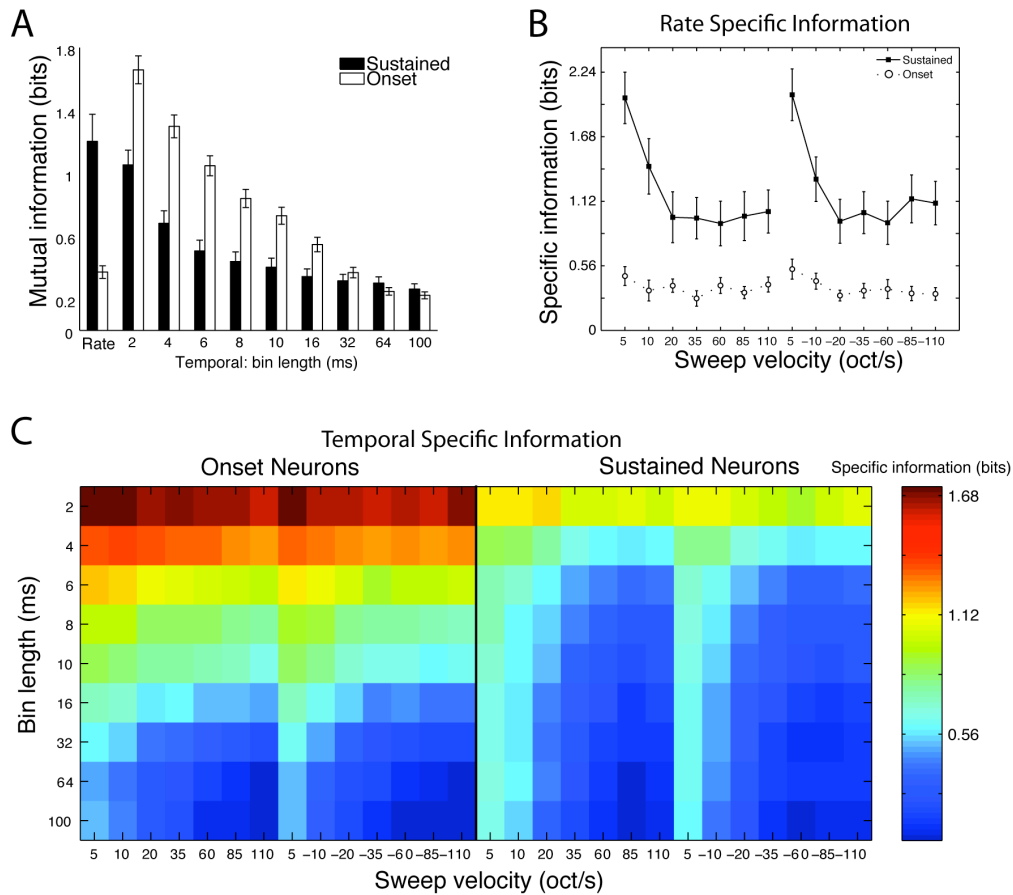 A
Mutual information (bits)
1.8
1.4
1
0.6
0.2
0
Sustained
Onset
Rate 2 4 6 8 10 16 32 64 100
Temporal: bin length (ms)
B
Rate Specific Information
Specific information (bits)
2.24
1.68
1.12
0.56
0
Sustained
Onset
5 10 20 35 60 85 110 5 -10 -20 -35 -60 -85 -110
Sweep velocity (oct/s)
C
Temporal Specific Information
Onset Neurons
Sustained Neurons
Specific information (bits)
Bin length (ms)
2
4
6
8
10
16
32
64
100
1.68
1.12
0.56
5 10 20 35 60 85 110 5 -10 -20 -35 -60 -85-110 5 10 20 35 60 85 110 5 -10 -20 -35 -60 -85-110
Sweep velocity (oct/s)